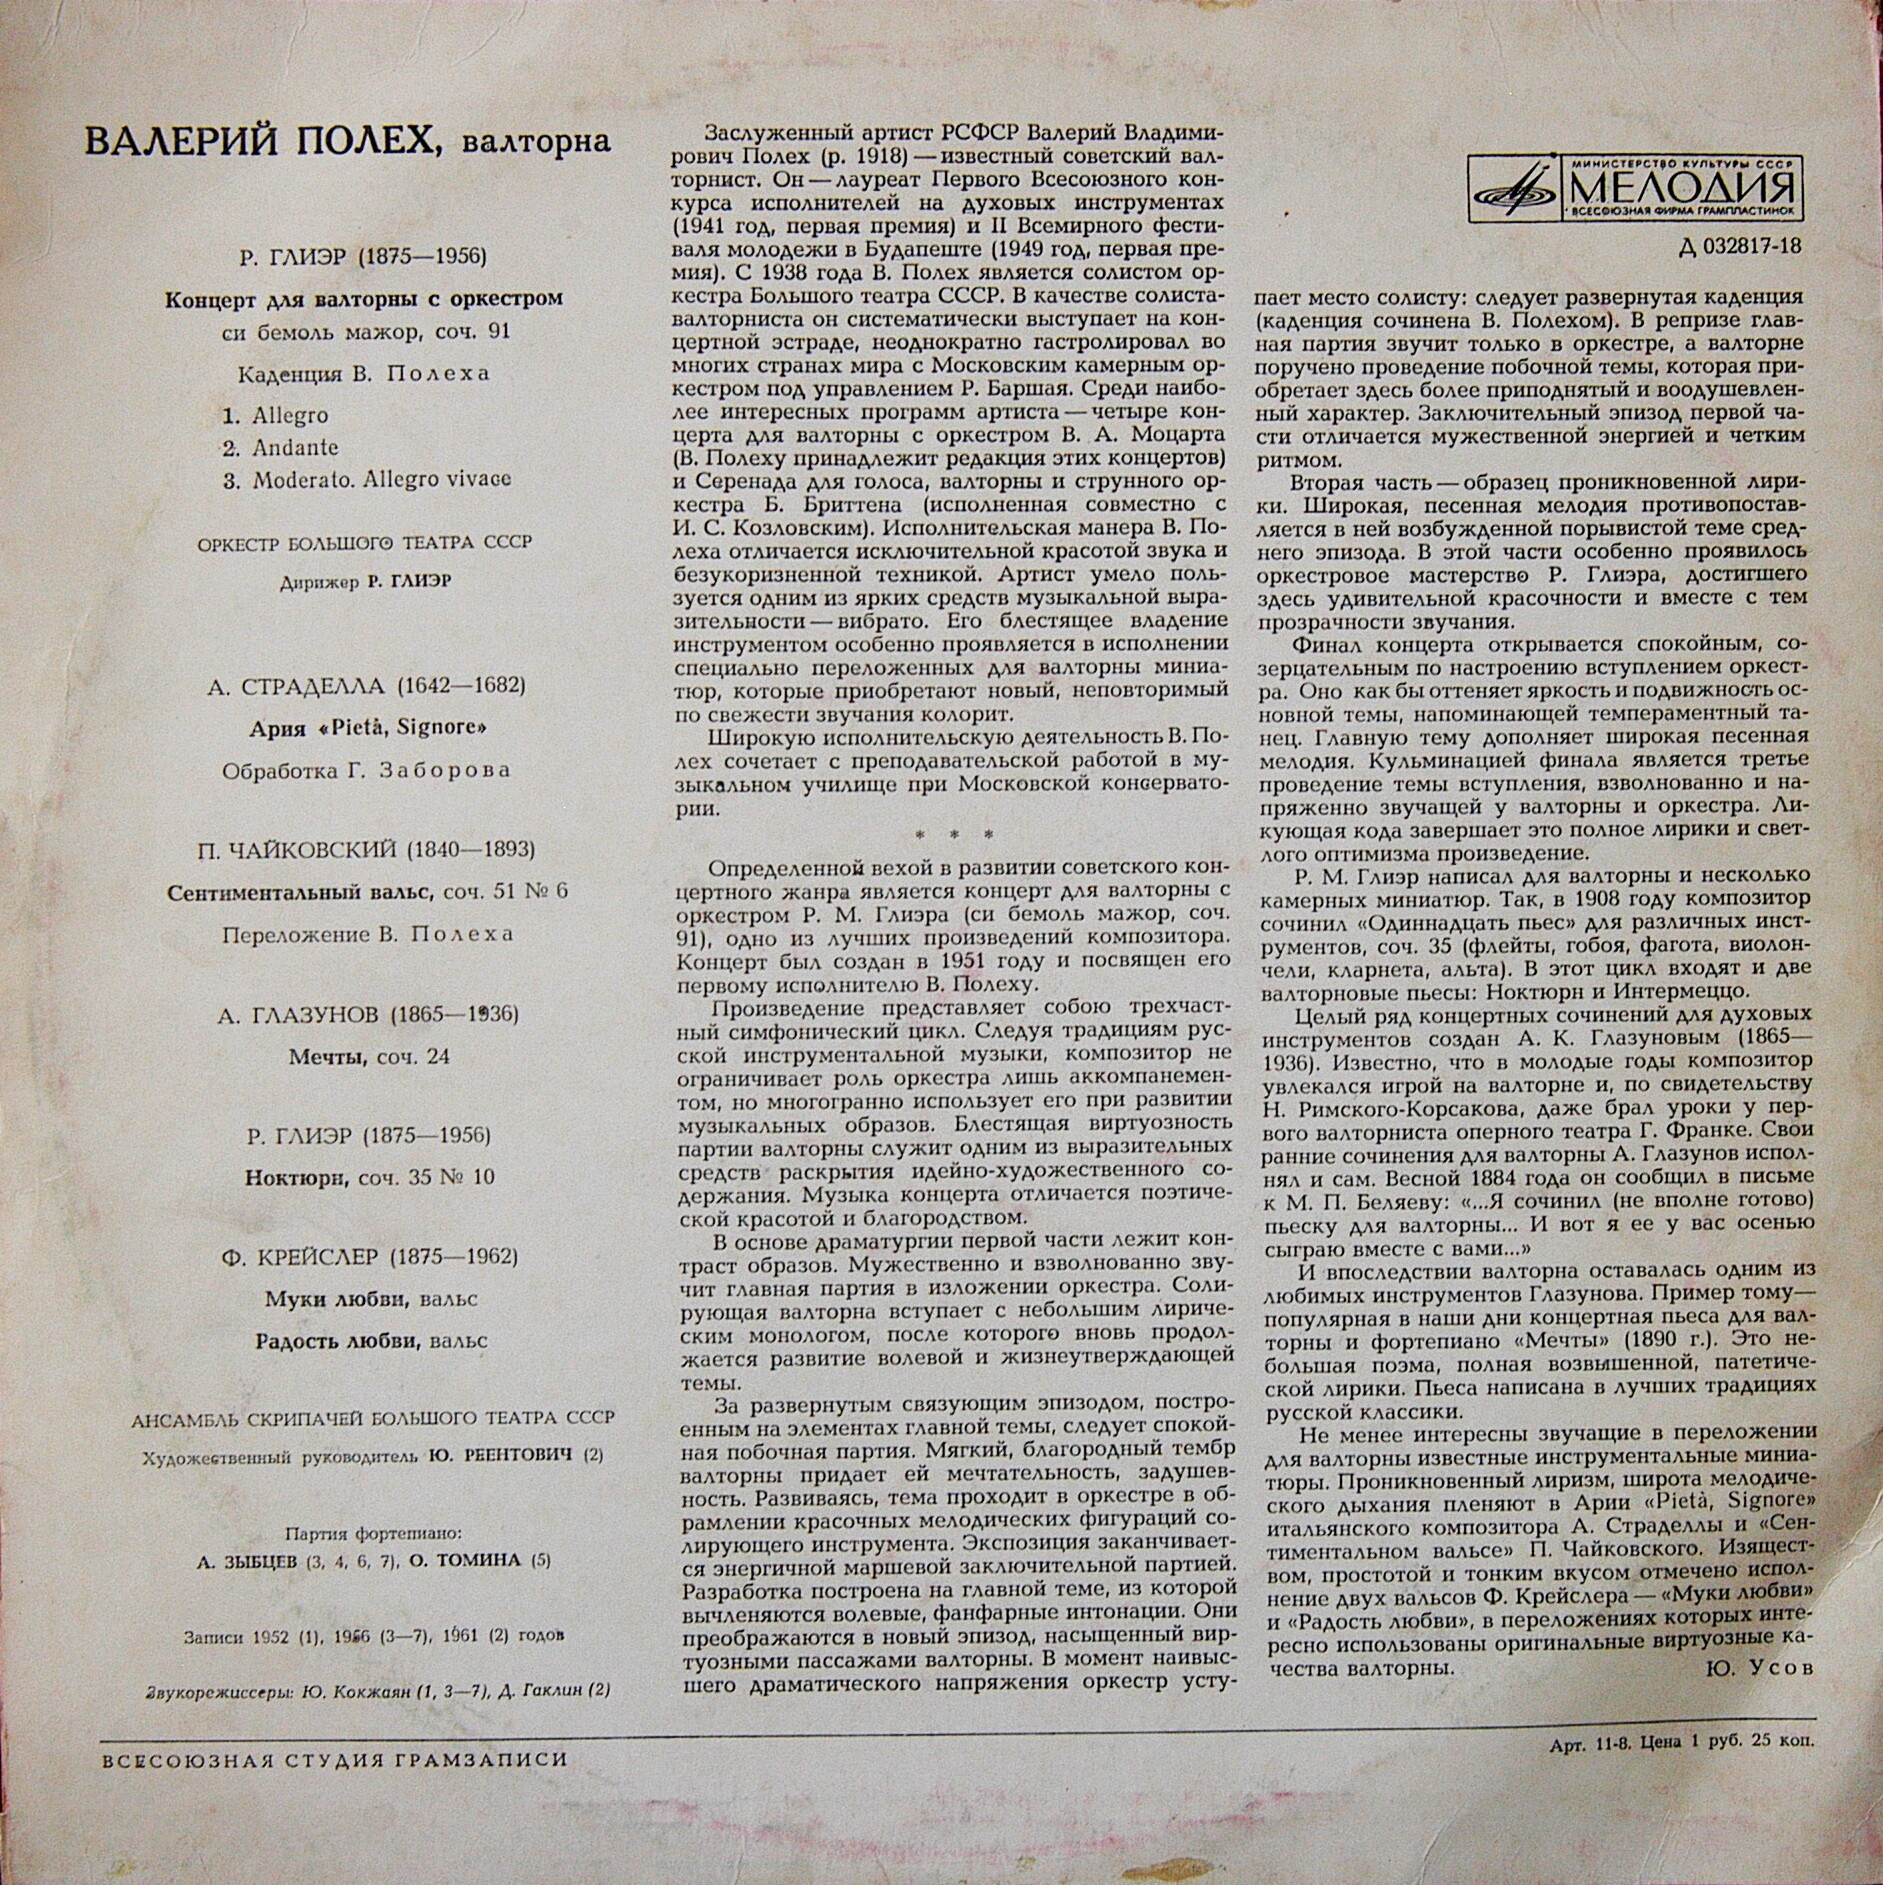 ВАЛЕРИЙ ПОЛЕХ, валторна
Р. ГЛИЭР (1875—1956)
Концерт для валторны с оркестром
си бемоль мажор, соч. 91
Каденция В. Полеха
1. Allegro
2. Andante
3. Moderato. Allegro vivace
ОРКЕСТР БОЛЬШОГО ТЕАТРА СССР
Дирижер Р. ГЛИЭР
А. СТРАДЕЛЛА (1642—1682)
Ария «Pietà, Signore»
Обработка Г. Заборова
П. ЧАЙКОВСКИЙ (1840—1893)
Сентиментальный вальс, соч. 51 № 6
Переложение В. Полеха
А. ГЛАЗУНОВ (1865—1936)
Мечты, соч. 24
Р. ГЛИЭР (1875—1956)
Ноктюрн, соч. 35 № 10
Ф. КРЕЙСЛЕР (1875—1962)
Муки любви, вальс
Радость любви, вальс
АНСАМБЛЬ СКРИПАЧЕЙ БОЛЬШОГО ТЕАТРА СССР
Художественный руководитель Ю. РЕЕНТОВИЧ (2)
Партия фортепиано:
А. ЗЫБЦЕВ (3, 4, 6, 7), О. ТОМИНА (5)
Записи 1952 (1), 1956 (3—7), 1961 (2) годов
Звукорежиссеры: Ю. Кокжаян (1, 3—7), Д. Гаклин (2)
Заслуженный артист РСФСР Валерий Владими-
рович Полех (р. 1918) — известный советский вал-
торнист. Он — лауреат Первого Всесоюзного кон-
курса исполнителей на духовых инструментах
(1941 год, первая премия) и II Всемирного фести-
валя молодежи в Будапеште (1949 год, первая пре-
мия). С 1938 года В. Полех является солистом ор-
кестра Большого театра СССР. В качестве солиста-
валторниста он систематически выступает на кон-
цертной эстраде, неоднократно гастролировал во
многих странах мира с Московским камерным ор-
кестром под управлением Р. Баршая. Среди наибо-
лее интересных программ артиста — четыре кон-
церта для валторны с оркестром В. А. Моцарта
(В. Полеху принадлежит редакция этих концертов)
и Серенада для голоса, валторны и струнного ор-
кестра Б. Бриттена (исполненная совместно с
И. С. Козловским). Исполнительская манера В. По-
леха отличается исключительной красотой звука и
безукоризненной техникой. Артист умело поль-
зуется одним из ярких средств музыкальной выра-
зительности — вибрато. Его блестящее владение
инструментом особенно проявляется в исполнении
специально переложенных для валторны миниа-
тюр, которые приобретают новый, неповторимый
по свежести звучания колорит.
Широкую исполнительскую деятельность В. По-
лех сочетает с преподавательской работой в му-
зыкальном училище при Московской консервато-
рии.
* * *
Определенной вехой в развитии советского кон-
цертного жанра является концерт для валторны с
оркестром Р. М. Глиэра (си бемоль мажор, соч.
91), одно из лучших произведений композитора.
Концерт был создан в 1951 году и посвящен его
первому исполнителю В. Полеху.
Произведение представляет собою трехчаст-
ный симфонический цикл. Следуя традициям рус-
ской инструментальной музыки, композитор не
ограничивает роль оркестра лишь аккомпанемен-
том, но многогранно использует его при развитии
музыкальных образов. Блестящая виртуозность
партии валторны служит одним из выразительных
средств раскрытия идейно-художественного со-
держания. Музыка концерта отличается поэтиче-
ской красотой и благородством.
В основе драматургии первой части лежит кон-
траст образов. Мужественно и взволнованно зву-
чит главная партия в изложении оркестра. Соли-
рующая валторна вступает с небольшим лириче-
ским монологом, после которого вновь продол-
жается развитие волевой и жизнеутверждающей
темы.
За развернутым связующим эпизодом, постро-
енным на элементах главной темы, следует спокой-
ная побочная партия. Мягкий, благородный тембр
валторны придает ей мечтательность, задушев-
ность. Развиваясь, тема проходит в оркестре в об-
рамлении красочных мелодических фигураций со-
лирующего инструмента. Экспозиция заканчивает-
ся энергичной маршевой заключительной партией.
Разработка построена на главной теме, из которой
вычленяются волевые, фанфарные интонации. Они
преображаются в новый эпизод, насыщенный вир-
туозными пассажами валторны. В момент наивыс-
шего драматического напряжения оркестр усту-
МИНИСТЕРСТВО КУЛЬТУРЫ СССР
МЕЛОДИЯ
ВСЕСОЮЗНАЯ ФИРМА ГРАМПЛАСТИНОК
Д 032817-18
пает место солисту: следует развернутая каденция
(каденция сочинена В. Полехом). В репризе глав-
ная партия звучит только в оркестре, а валторне
поручено проведение побочной темы, которая при-
обретает здесь более приподнятый и воодушевлен-
ный характер. Заключительный эпизод первой ча-
сти отличается мужественной энергией и четким
ритмом.
Вторая часть — образец проникновенной лири-
ки. Широкая, песенная мелодия противопостав-
ляется в ней возбужденной порывистой теме сред-
него эпизода. В этой части особенно проявилось
оркестровое мастерство Р. Глиэра, достигшего
здесь удивительной красочности и вместе с тем
прозрачности звучания.
Финал концерта открывается спокойным, со-
зерцательным по настроению вступлением оркест-
ра. Оно как бы оттеняет яркость и подвижность ос-
новной темы, напоминающей темпераментный та-
нец. Главную тему дополняет широкая песенная
мелодия. Кульминацией финала является третье
проведение темы вступления, взволнованно и на-
пряженно звучащей у валторны и оркестра. Ли-
кующая кода завершает это полное лирики и свет-
лого оптимизма произведение.
Р. М. Глиэр написал для валторны и несколько
камерных миниатюр. Так, в 1908 году композитор
сочинил «Одиннадцать пьес» для различных инст-
рументов, соч. 35 (флейты, гобоя, фагота, виолон-
чели, кларнета, альта). В этот цикл входят и две
валторновые пьесы: Ноктюрн и Интермеццо.
Целый ряд концертных сочинений для духовых
инструментов создан А. К. Глазуновым (1865—
1936). Известно, что в молодые годы композитор
увлекался игрой на валторне и, по свидетельству
Н. Римского-Корсакова, даже брал уроки у пер-
вого валторниста оперного театра Г. Франке. Свои
ранние сочинения для валторны А. Глазунов испол-
нял и сам. Весной 1884 года он сообщил в письме
к М. П. Беляеву: «...Я сочинил (не вполне готово)
пьеску для валторны... И вот я ее у вас осенью
сыграю вместе с вами...»
И впоследствии валторна оставалась одним из
любимых инструментов Глазунова. Пример тому—
популярная в наши дни концертная пьеса для вал-
торны и фортепиано «Мечты» (1890 г.). Это не-
большая поэма, полная возвышенной, патетиче-
ской лирики. Пьеса написана в лучших традициях
русской классики.
Не менее интересны звучащие в переложении
для валторны известные инструментальные миниа-
тюры. Проникновенный лиризм, широта мелодиче-
ского дыхания пленяют в Арии «Pietà, Signore»
итальянского композитора А. Страделлы и «Сен-
тиментальном вальсе» П. Чайковского. Изящест-
вом, простотой и тонким вкусом отмечено испол-
нение двух вальсов Ф. Крейслера — «Муки любви»
и «Радость любви», в переложениях которых инте-
ресно использованы оригинальные виртуозные ка-
чества валторны.
Ю. Усов
ВСЕСОЮЗНАЯ СТУДИЯ ГРАМЗАПИСИ
Арт. 11-8. Цена 1 руб. 25 коп.